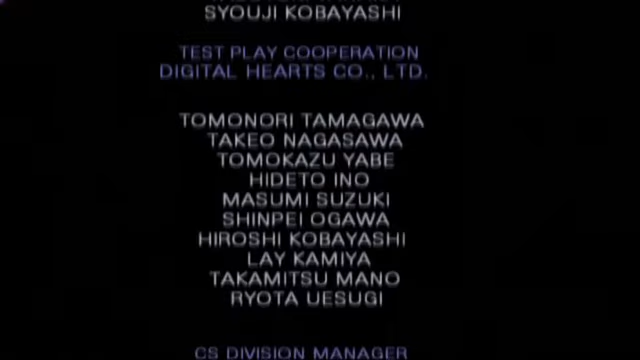 SYOUJI KOBAYASHI
TEST PLAY COOPERATION
DIGITAL HEARTS CO., LTD.
TOMONORI TAMAGAWA
TAKEO NAGASAWA
TOMOKAZU YABE
HIDETO INO
MASUMI SUZUKI
SHINPEI OGAWA
HIROSHI KOBAYASHI
LAY KAMIYA
TAKAMITSU MANO
RYOTA UESUGI
CS DIVISION MANAGER